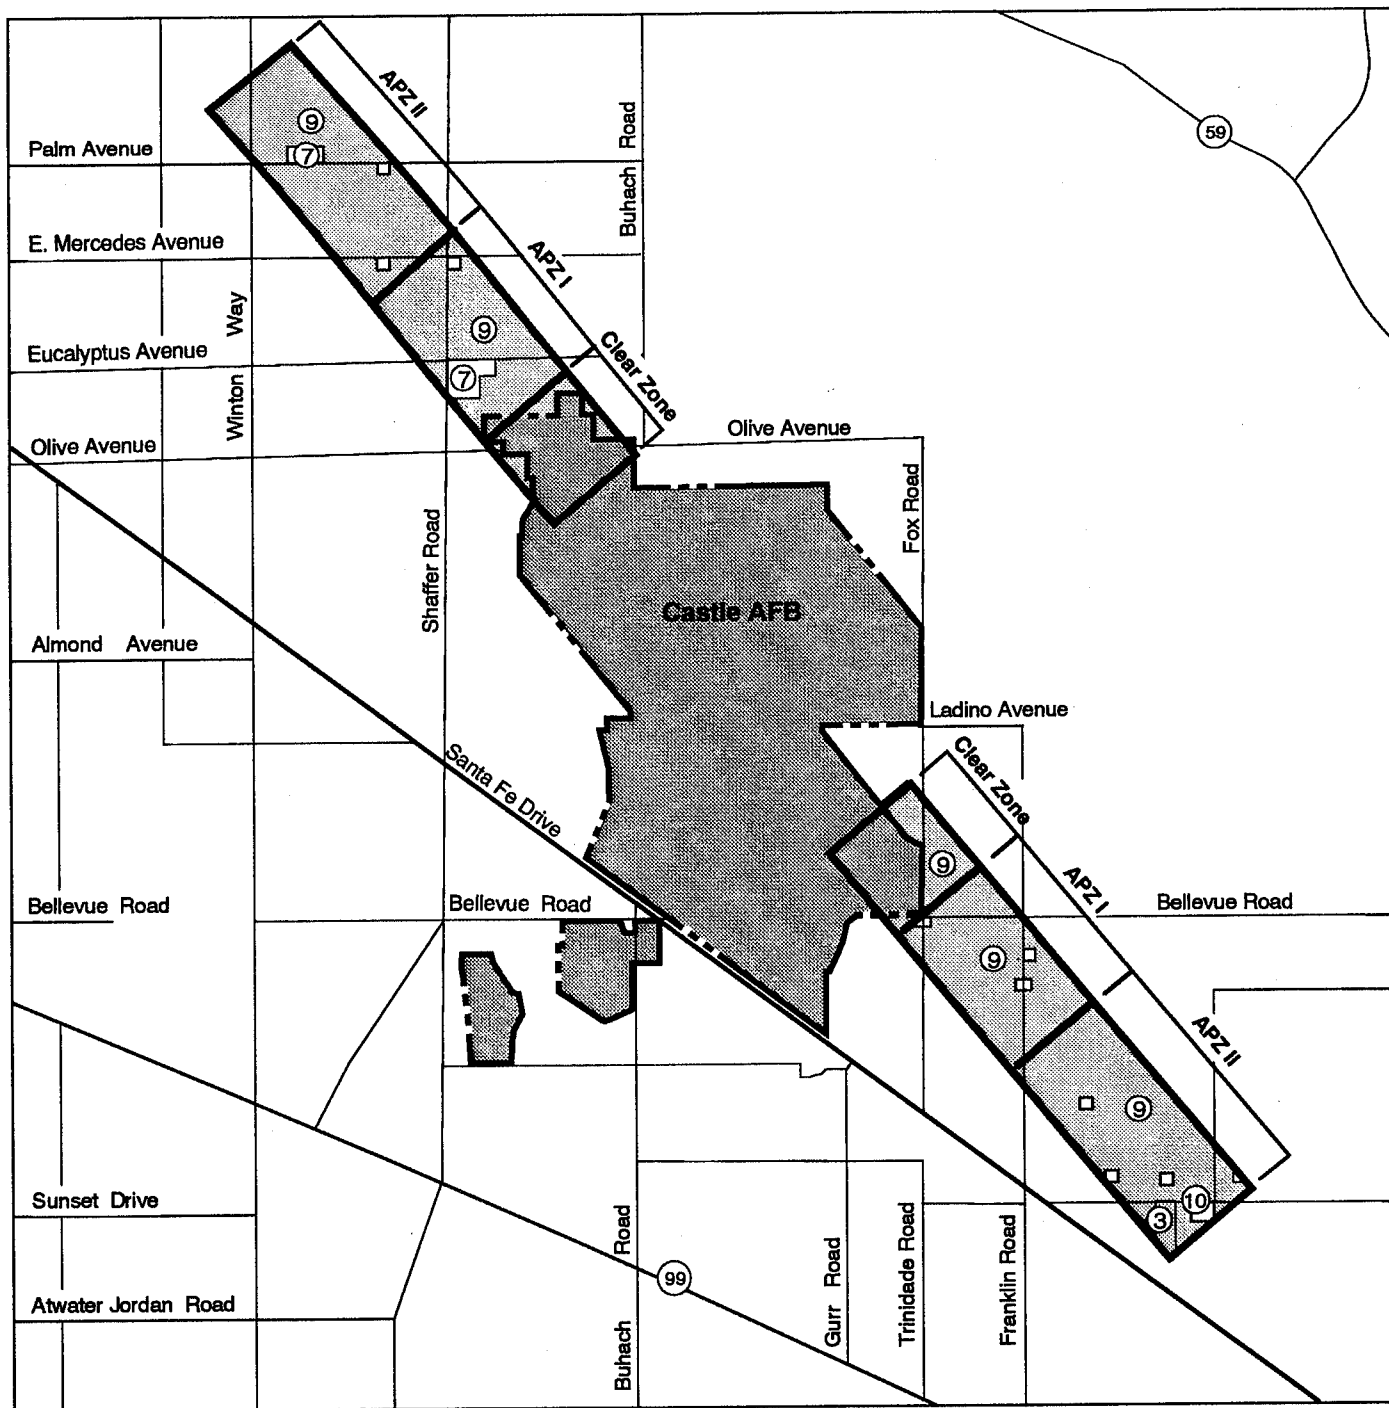 APZ II
9
59
7
Palm Avenue
Buhach Road
E. Mercedes Avenue
APZ I
9
Winton Way
Eucalyptus Avenue
Clear Zone
7
Olive Avenue
Olive Avenue
Fox Road
Shaffer Road
Castle AFB
Almond Avenue
Ladino Avenue
Santa Fe Drive
Clear Zone
9
APZ I
Bellevue Road
Bellevue Road
Bellevue Road
9
APZ II
9
Sunset Drive
10
3
99
Atwater Jordan Road
Buhach Road
Gurr Road
Trinidade Road
Franklin Road